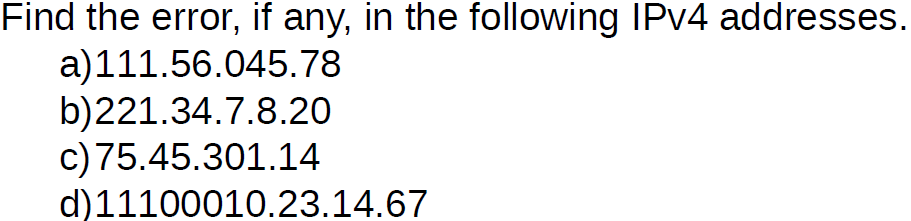 Find the error, if any, in the following IPv4 addresses.
a)111.56.045.78
b)221.34.7.8.20
c)75.45.301.14
d)11100010.23.14.67